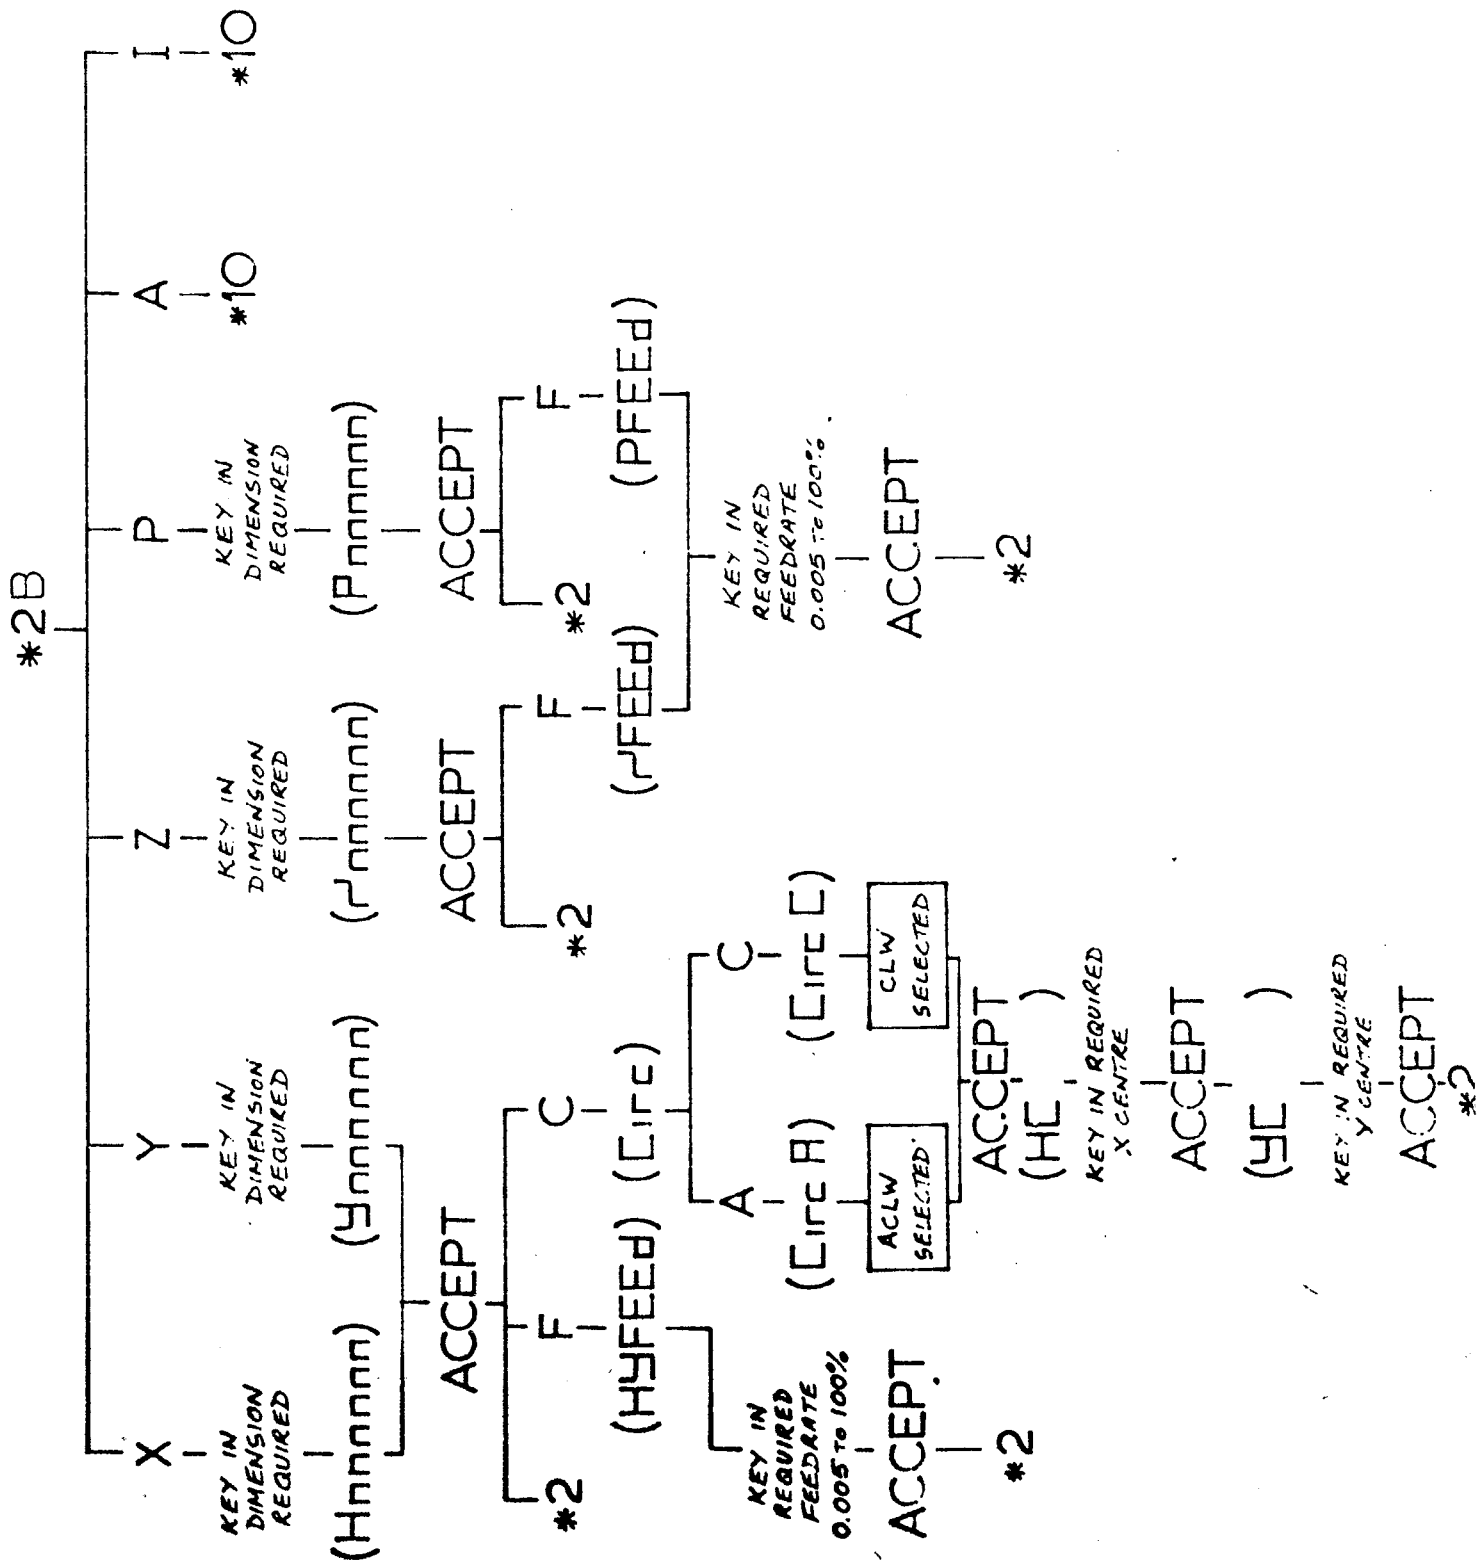 *2B
X
Y
Z
P
A
I
KEY IN
DIMENSION
REQUIRED
KEY IN
DIMENSION
REQUIRED
KEY IN
DIMENSION
REQUIRED
KEY IN
DIMENSION
REQUIRED
*10
*10
(Hnnnnnn)
(Ynnnnnn)
(⌐nnnnnn)
(Pnnnnnn)
ACCEPT
ACCEPT
ACCEPT
*2
F
C
*2
F
*2
F
(HYFEEd)
(Circ)
(⌐FEEd)
(PFEEd)
KEY IN
REQUIRED
FEEDRATE
0.005 TO 100%
ACCEPT
*2
A
C
(Circ A)
(Circ C)
ACLW
SELECTED
CLW
SELECTED
ACCEPT
(HC )
KEY IN REQUIRED
X CENTRE
ACCEPT
(YC )
KEY IN REQUIRED
Y CENTRE
ACCEPT
*2
KEY IN
REQUIRED
FEEDRATE
0.005 TO 100%
ACCEPT
*2